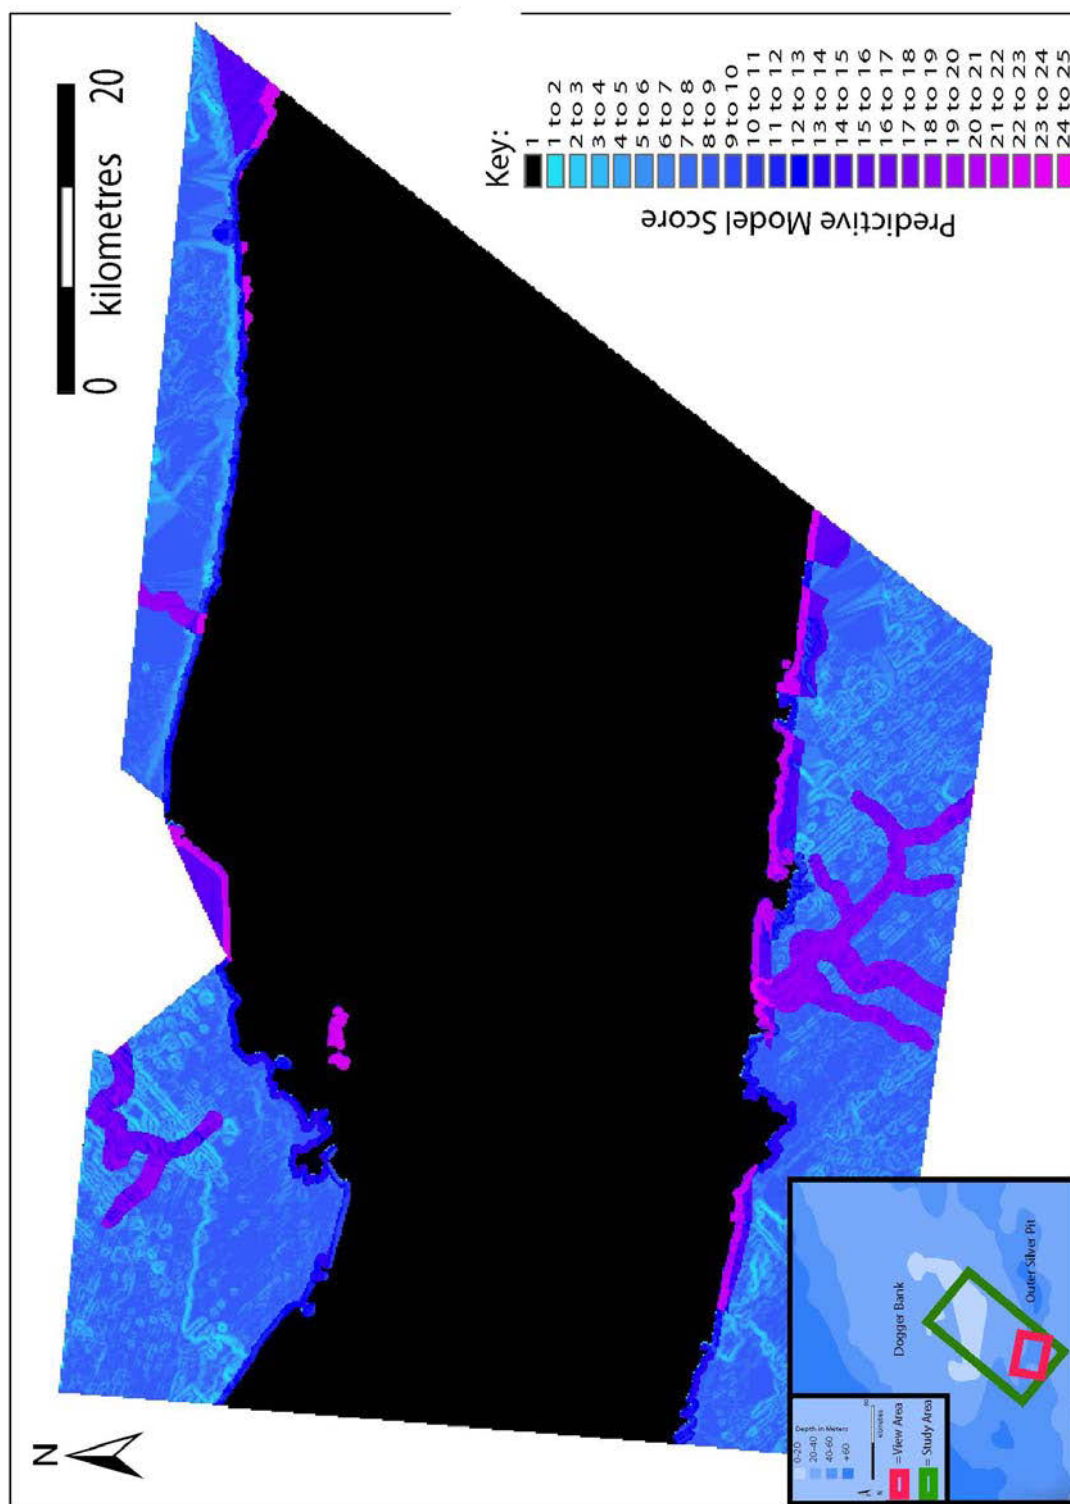 N
0 20
kilometres
Key:
Predictive Model Score
1
1 to 2
2 to 3
3 to 4
4 to 5
5 to 6
6 to 7
7 to 8
8 to 9
9 to 10
10 to 11
11 to 12
12 to 13
13 to 14
14 to 15
15 to 16
16 to 17
17 to 18
18 to 19
19 to 20
20 to 21
21 to 22
22 to 23
23 to 24
24 to 25
Depth in Meters
0-20
20-40
40-60
+60
N
kilometres
= View Area
= Study Area
Dogger Bank
Outer Silver Pit